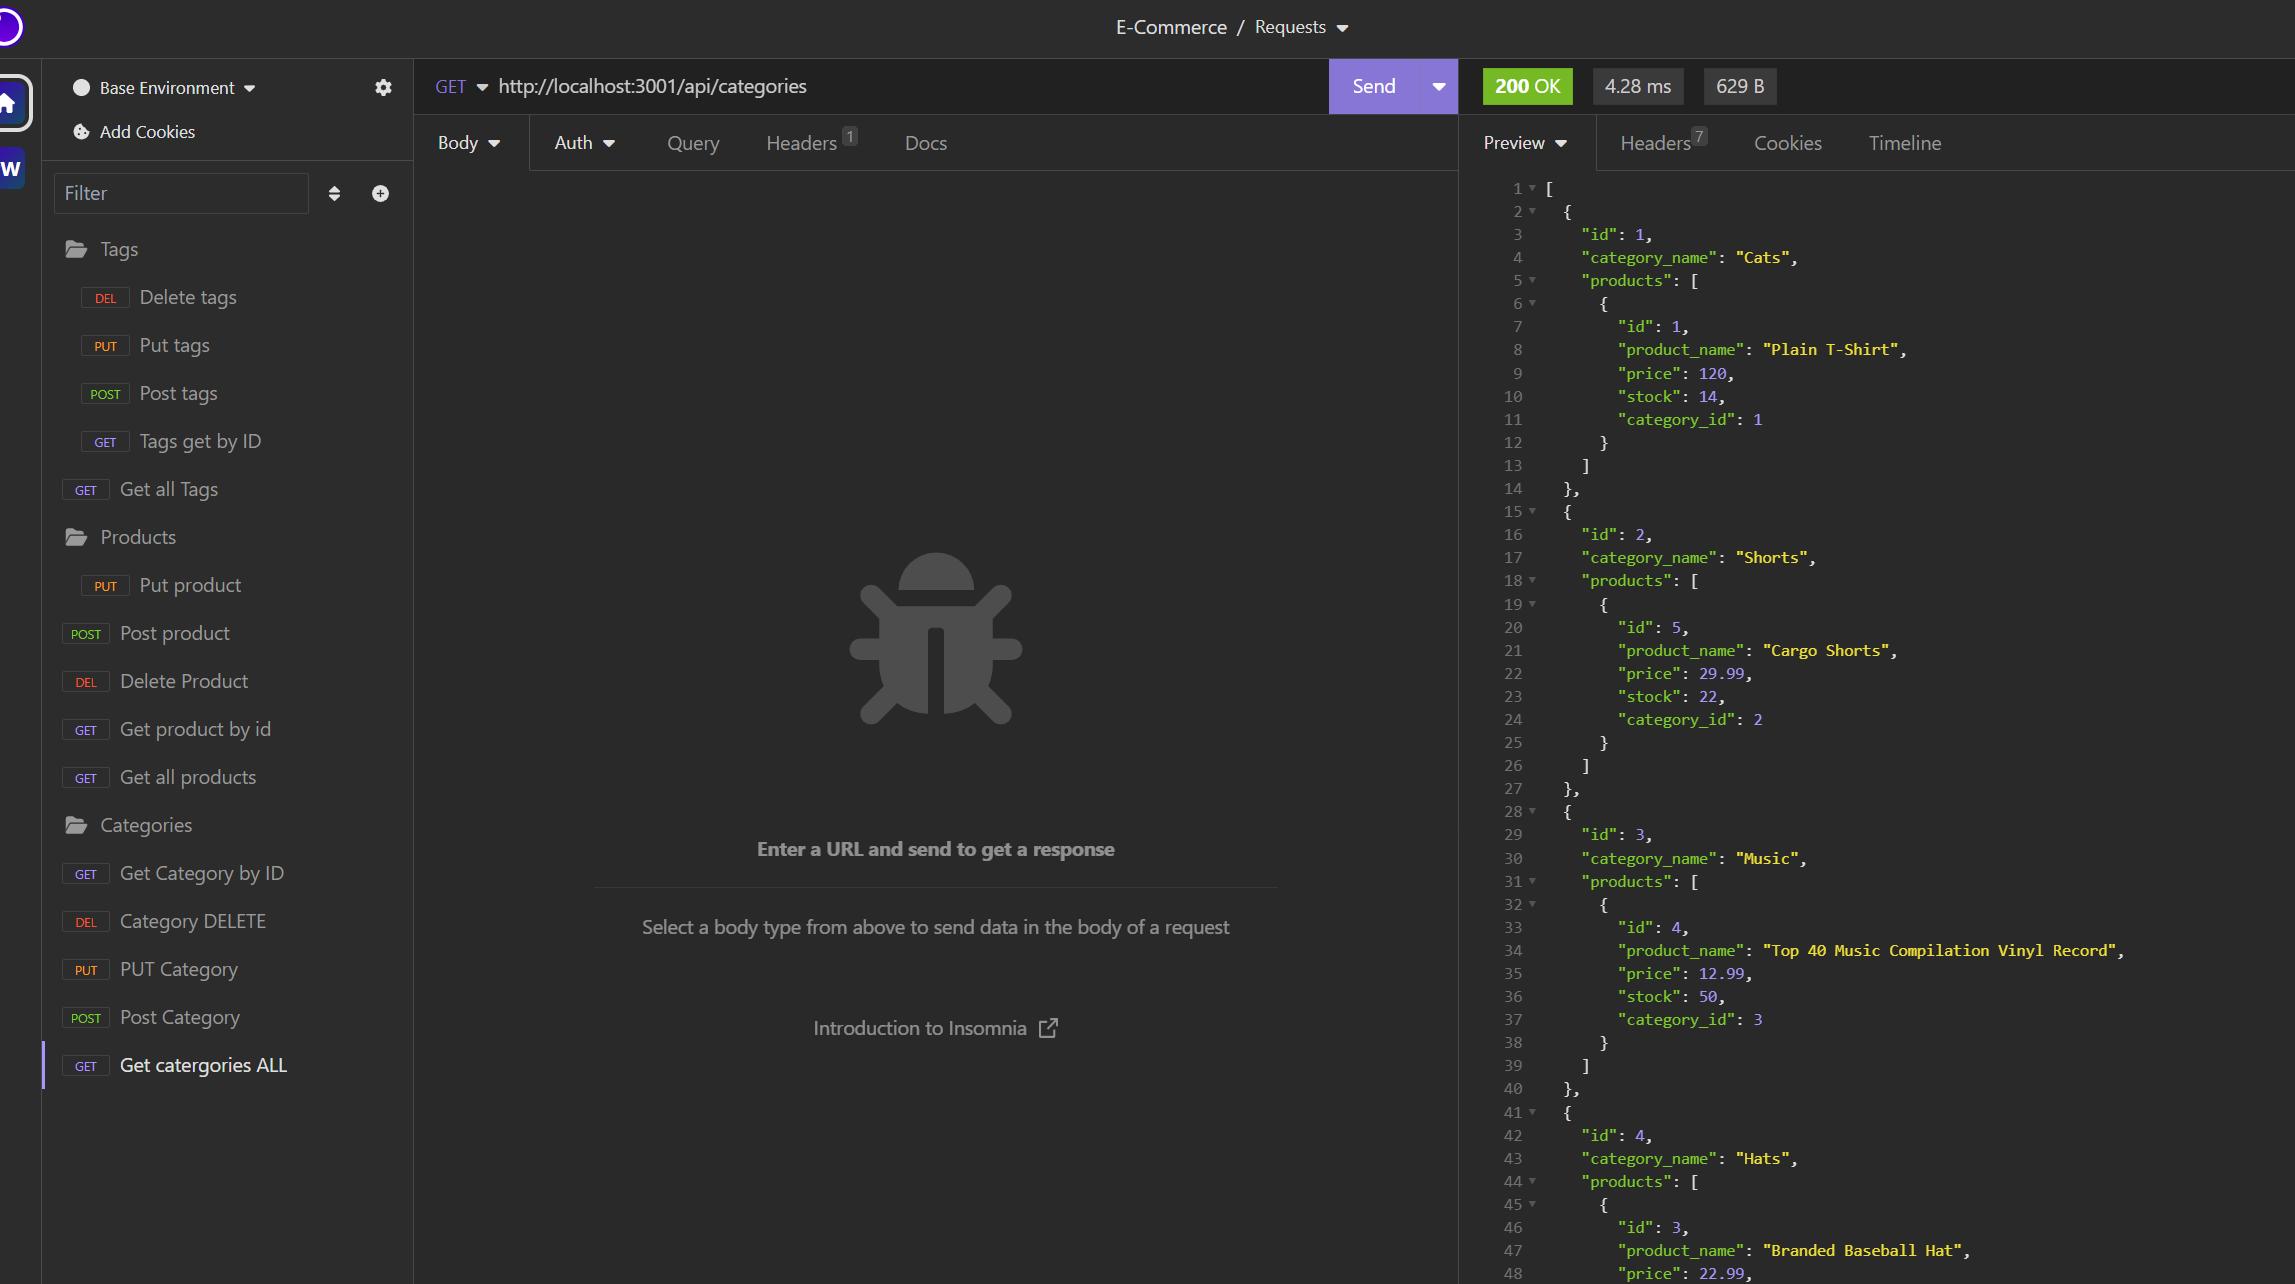 E-Commerce / Requests
W
Base Environment
Add Cookies
Filter
Tags
DEL Delete tags
PUT Put tags
POST Post tags
GET Tags get by ID
GET Get all Tags
Products
PUT Put product
POST Post product
DEL Delete Product
GET Get product by id
GET Get all products
Categories
GET Get Category by ID
DEL Category DELETE
PUT PUT Category
POST Post Category
GET Get catergories ALL
GET http://localhost:3001/api/categories Send
Body Auth Query Headers 1 Docs
Enter a URL and send to get a response
Select a body type from above to send data in the body of a request
Introduction to Insomnia
200 OK 4.28 ms 629 B
Preview Headers 7 Cookies Timeline
1 [
2 {
3 "id": 1,
4 "category_name": "Cats",
5 "products": [
6 {
7 "id": 1,
8 "product_name": "Plain T-Shirt",
9 "price": 120,
10 "stock": 14,
11 "category_id": 1
12 }
13 ]
14 },
15 {
16 "id": 2,
17 "category_name": "Shorts",
18 "products": [
19 {
20 "id": 5,
21 "product_name": "Cargo Shorts",
22 "price": 29.99,
23 "stock": 22,
24 "category_id": 2
25 }
26 ]
27 },
28 {
29 "id": 3,
30 "category_name": "Music",
31 "products": [
32 {
33 "id": 4,
34 "product_name": "Top 40 Music Compilation Vinyl Record",
35 "price": 12.99,
36 "stock": 50,
37 "category_id": 3
38 }
39 ]
40 },
41 {
42 "id": 4,
43 "category_name": "Hats",
44 "products": [
45 {
46 "id": 3,
47 "product_name": "Branded Baseball Hat",
48 "price": 22.99,